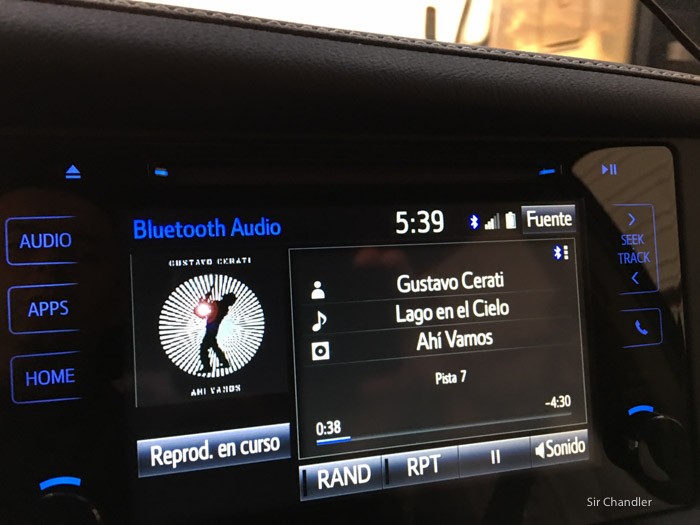 AUDIO
APPS
HOME
Bluetooth Audio
5:39
Fuente
GUSTAVO CERATI
AHI VAMOS
Gustavo Cerati
Lago en el Cielo
Ahí Vamos
Pista 7
0:38
-4:30
Reprod. en curso
RAND
RPT
Sonido
SEEK
TRACK
Sir Chandler